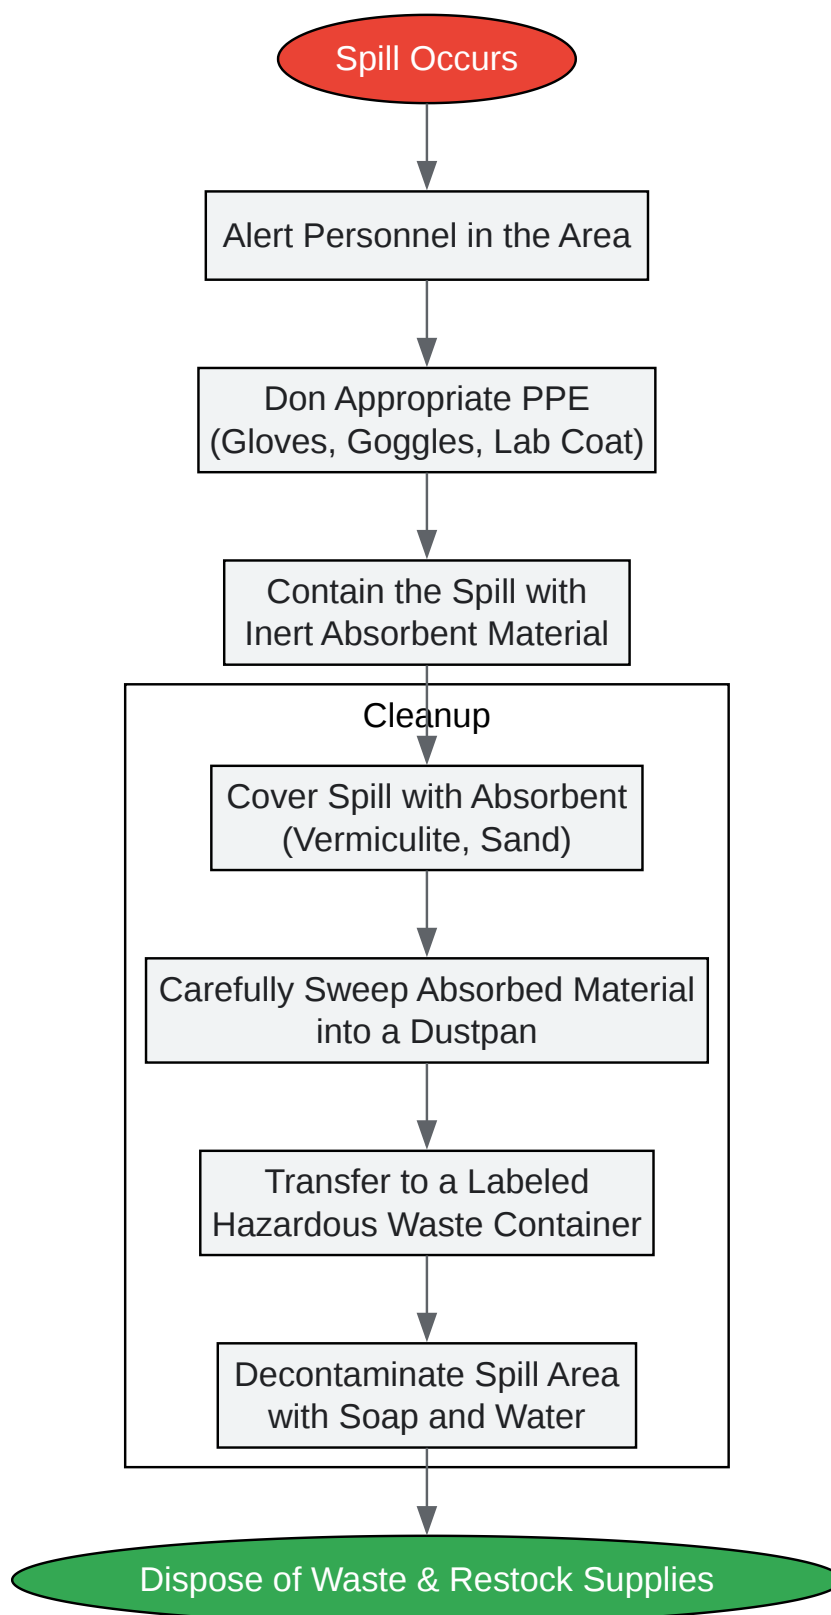 Spill Occurs
Alert Personnel in the Area
Don Appropriate PPE
(Gloves, Goggles, Lab Coat)
Contain the Spill with
Inert Absorbent Material
Cleanup
Cover Spill with Absorbent
(Vermiculite, Sand)
Carefully Sweep Absorbed Material
into a Dustpan
Transfer to a Labeled
Hazardous Waste Container
Decontaminate Spill Area
with Soap and Water
Dispose of Waste & Restock Supplies